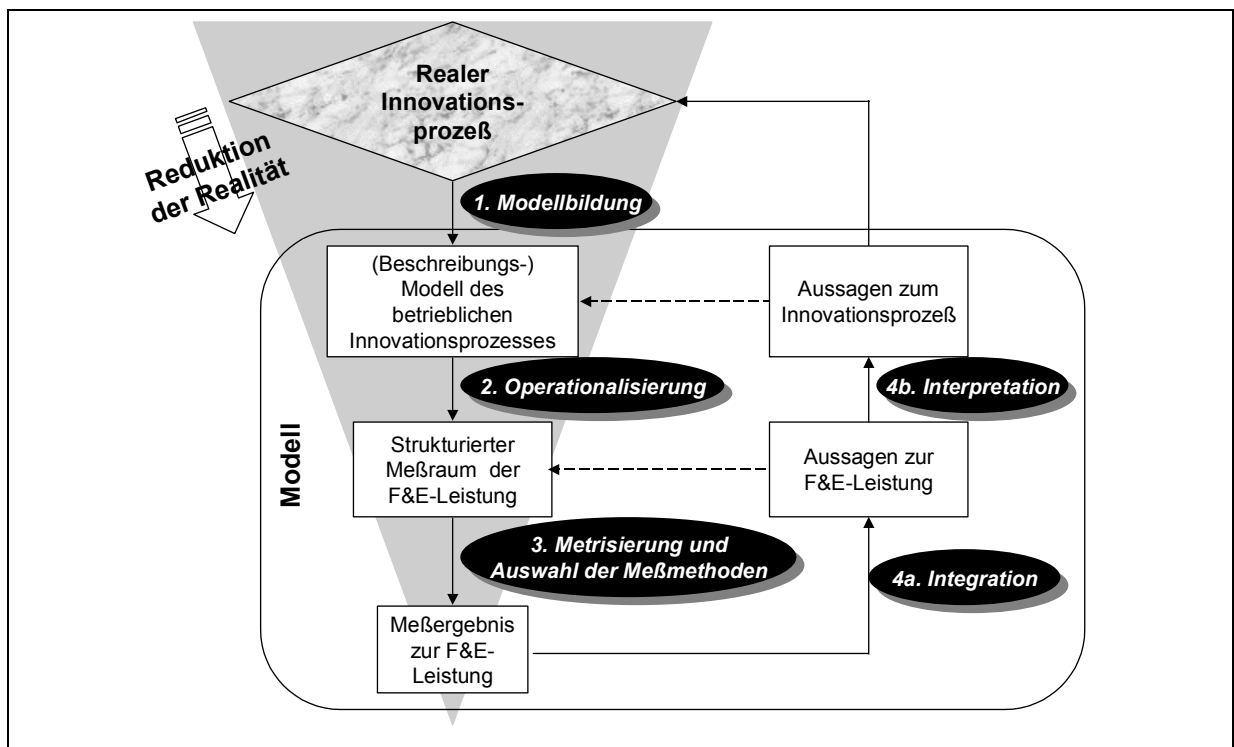 Realer
Innovations-
prozeß
Reduktion
der Realität
1. Modellbildung
(Beschreibungs-)
Modell des
betrieblichen
Innovationsprozesses
Aussagen zum
Innovationsprozeß
2. Operationalisierung
4b. Interpretation
Modell
Strukturierter
Meßraum der
F&E-Leistung
Aussagen zur
F&E-Leistung
3. Metrisierung und
Auswahl der Meßmethoden
4a. Integration
Meßergebnis
zur F&E-
Leistung